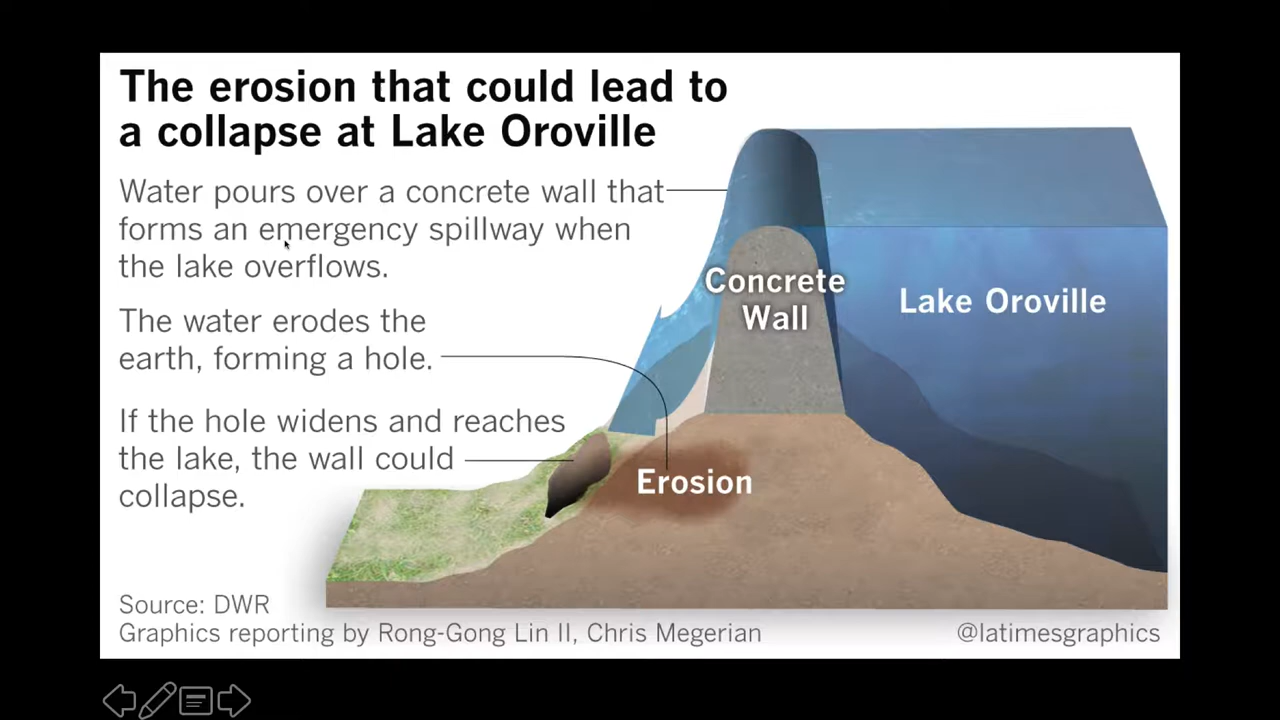 The erosion that could lead to
a collapse at Lake Oroville
Water pours over a concrete wall that
forms an emergency spillway when
the lake overflows.
The water erodes the
earth, forming a hole.
If the hole widens and reaches
the lake, the wall could
collapse.
Concrete
Wall
Lake Oroville
Erosion
Source: DWR
Graphics reporting by Rong-Gong Lin II, Chris Megerian
@latimesgraphics